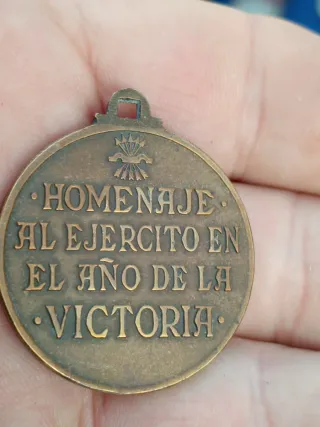 · HOMENAJE ·
AL EJERCITO EN
EL AÑO DE LA
· VICTORIA ·